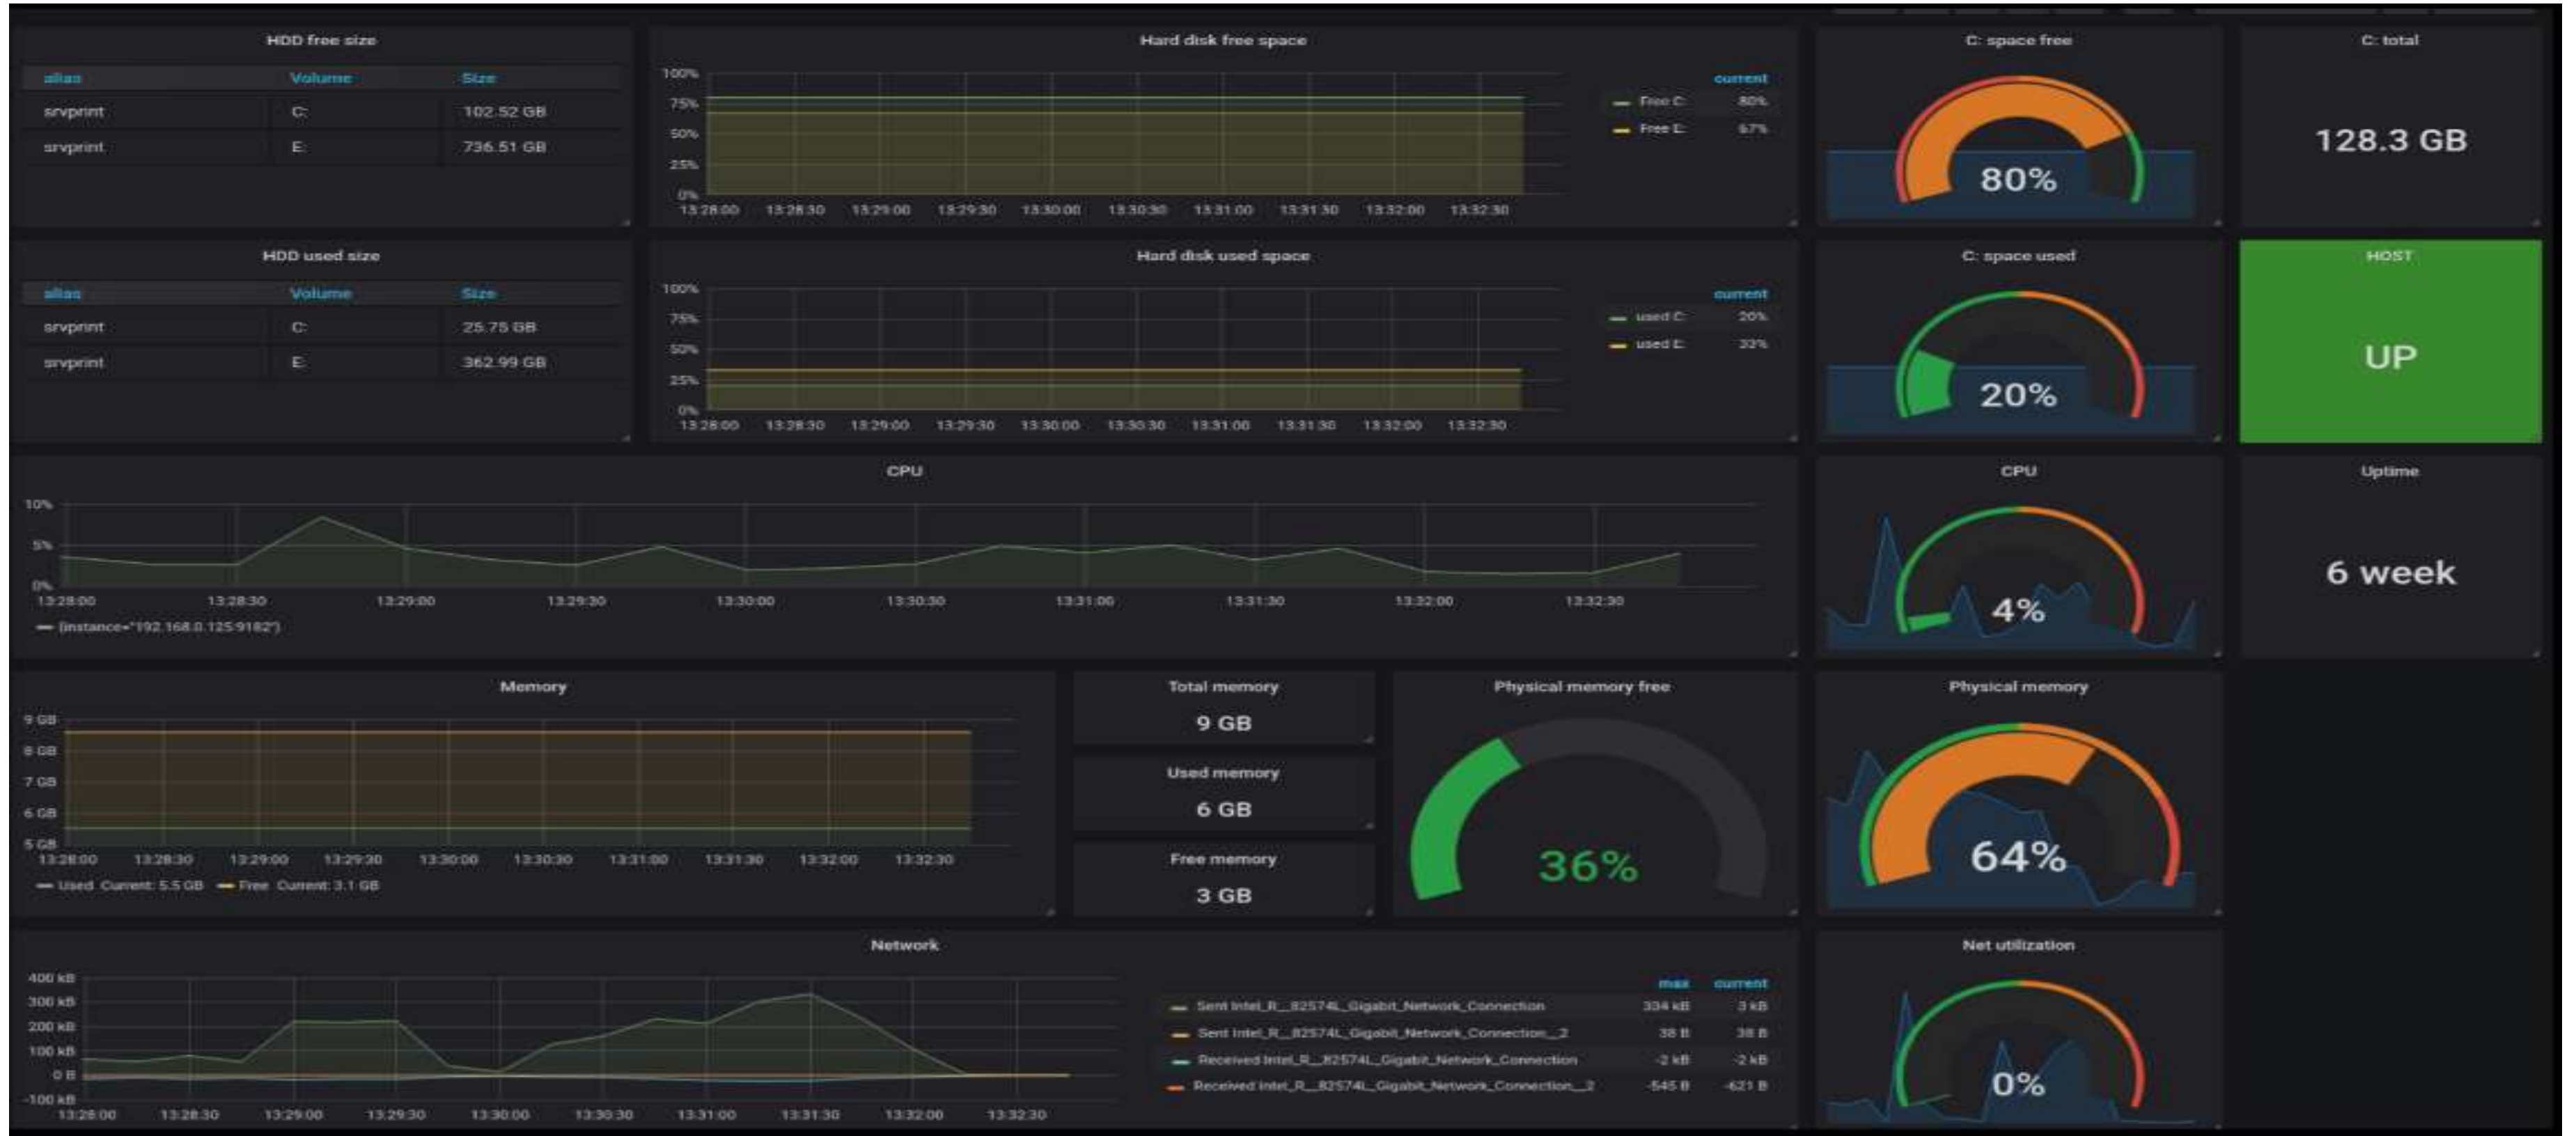 HDD free size
alias Volume Size
srvprint C: 102.52 GB
srvprint E: 736.51 GB
Hard disk free space
100%
75%
50%
25%
0%
13:28:00 13:28:30 13:29:00 13:29:30 13:30:00 13:30:30 13:31:00 13:31:30 13:32:00 13:32:30
current
Free C: 80%
Free E: 67%
C: space free
80%
C: total
128.3 GB
HDD used size
alias Volume Size
srvprint C: 25.75 GB
srvprint E: 362.99 GB
Hard disk used space
100%
75%
50%
25%
0%
13:28:00 13:28:30 13:29:00 13:29:30 13:30:00 13:30:30 13:31:00 13:31:30 13:32:00 13:32:30
current
used C: 20%
used E: 33%
C: space used
20%
HOST
UP
CPU
10%
5%
0%
13:28:00 13:28:30 13:29:00 13:29:30 13:30:00 13:30:30 13:31:00 13:31:30 13:32:00 13:32:30
{instance="192.168.0.125:9182"}
CPU
4%
Uptime
6 week
Memory
9 GB
8 GB
7 GB
6 GB
5 GB
13:28:00 13:28:30 13:29:00 13:29:30 13:30:00 13:30:30 13:31:00 13:31:30 13:32:00 13:32:30
Used Current: 5.5 GB Free Current: 3.1 GB
Total memory
9 GB
Used memory
6 GB
Free memory
3 GB
Physical memory free
36%
Physical memory
64%
Network
400 kB
300 kB
200 kB
100 kB
0 B
-100 kB
13:28:00 13:28:30 13:29:00 13:29:30 13:30:00 13:30:30 13:31:00 13:31:30 13:32:00 13:32:30
max current
Sent Intel_R__82574L_Gigabit_Network_Connection 334 kB 3 kB
Sent Intel_R__82574L_Gigabit_Network_Connection__2 38 B 38 B
Received Intel_R__82574L_Gigabit_Network_Connection -2 kB -2 kB
Received Intel_R__82574L_Gigabit_Network_Connection__2 -545 B -621 B
Net utilization
0%